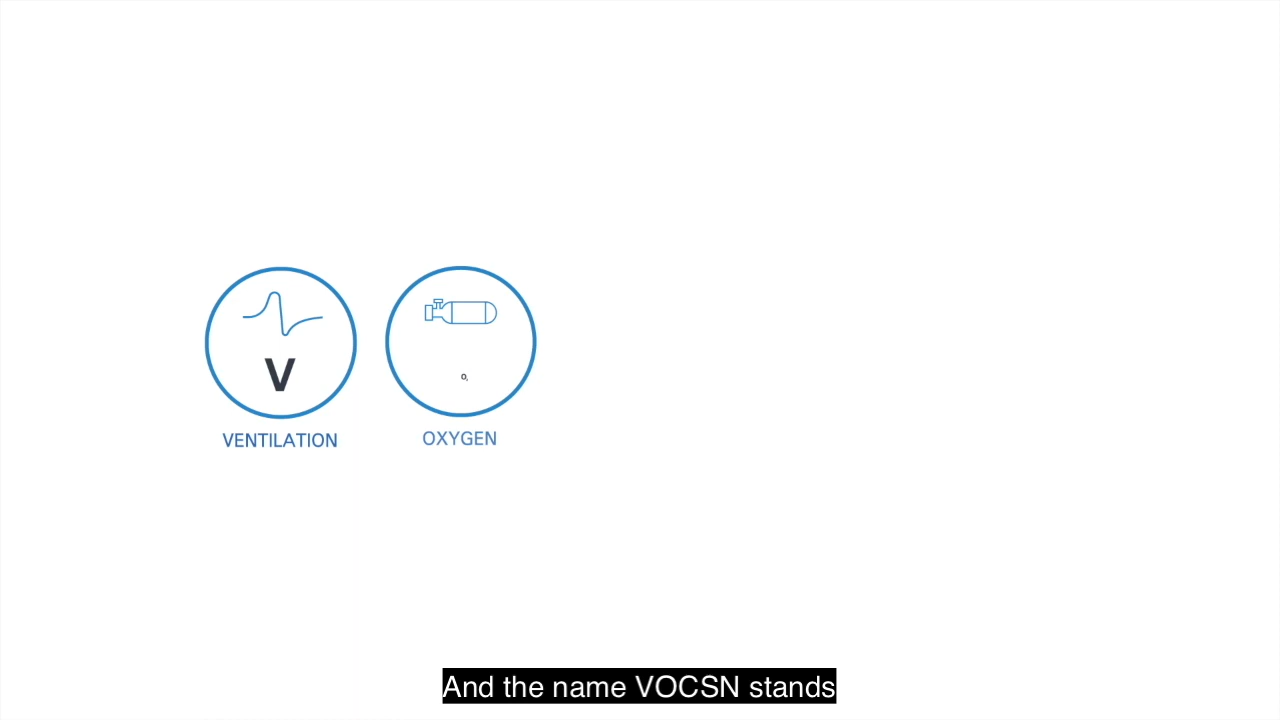 V
o,
VENTILATION
OXYGEN
And the name VOCSN stands